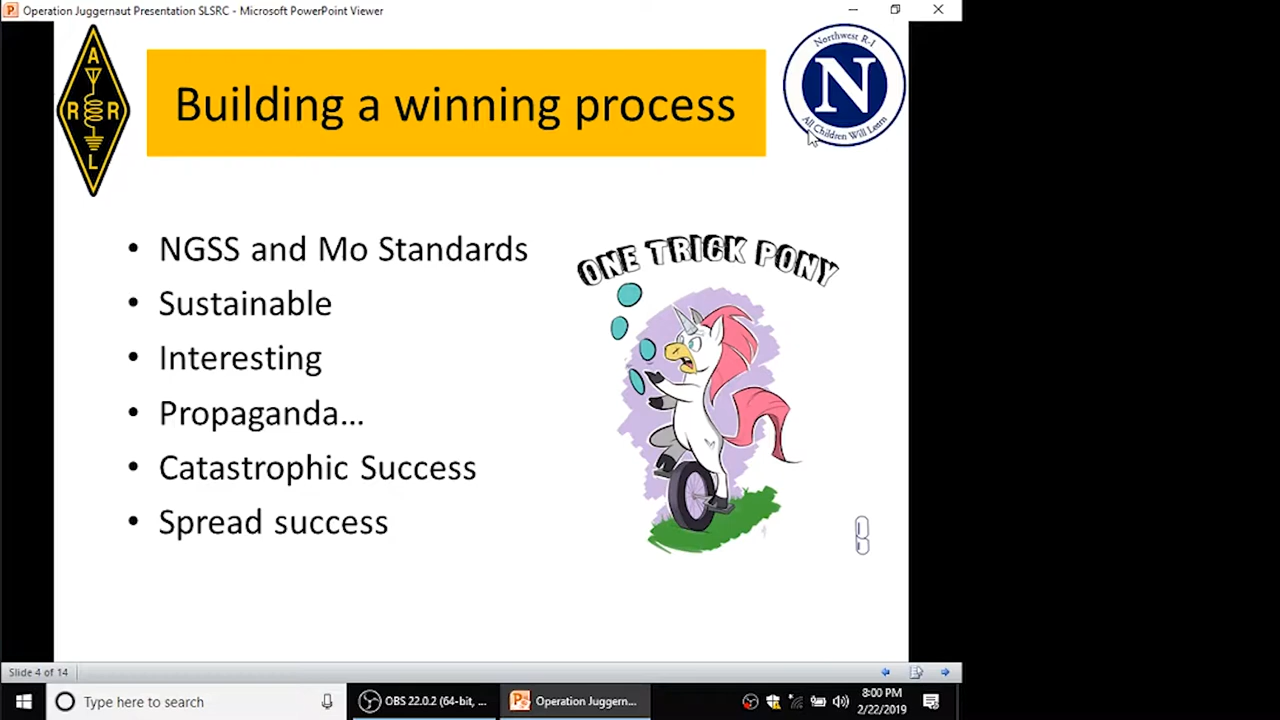 Operation Juggernaut Presentation SLSRC - Microsoft PowerPoint Viewer
A
R R
L
Building a winning process
Northwest R-1
N
All Children Will Learn
• NGSS and Mo Standards
• Sustainable
• Interesting
• Propaganda...
• Catastrophic Success
• Spread success
ONE TRICK PONY
Slide 4 of 14
Type here to search
OBS 22.0.2 (64-bit, ...
Operation Juggern...
8:00 PM
2/22/2019